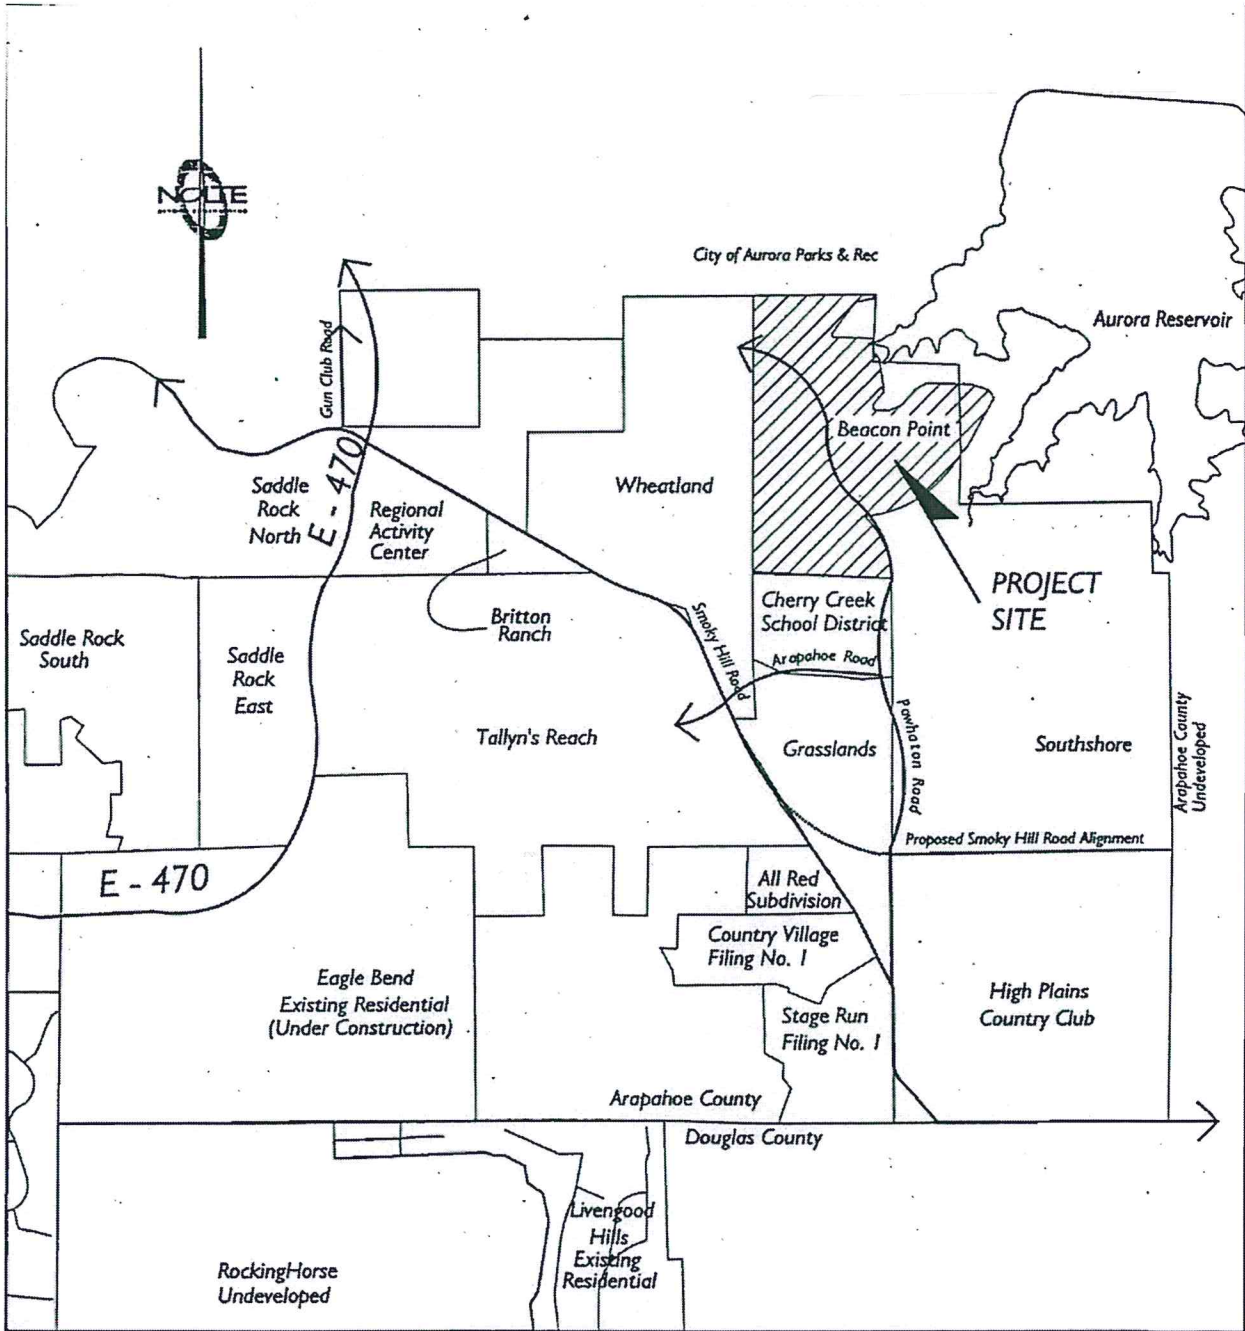 NOLTE
City of Aurora Parks & Rec
Aurora Reservoir
Gun Club Road
Beacon Point
E - 470
Saddle
Rock
North
Regional
Activity
Center
Wheatland
PROJECT
SITE
Cherry Creek
School District
Britton
Ranch
Smoky Hill Road
Saddle Rock
South
Saddle
Rock
East
Arapahoe Road
Tallyn's Reach
Grasslands
Powhaton Road
Southshore
Arapahoe County
Undeveloped
Proposed Smoky Hill Road Alignment
E - 470
All Red
Subdivision
Country Village
Filing No. 1
Eagle Bend
Existing Residential
(Under Construction)
Stage Run
Filing No. 1
High Plains
Country Club
Arapahoe County
Douglas County
Livengood
Hills
Existing
Residential
RockingHorse
Undeveloped